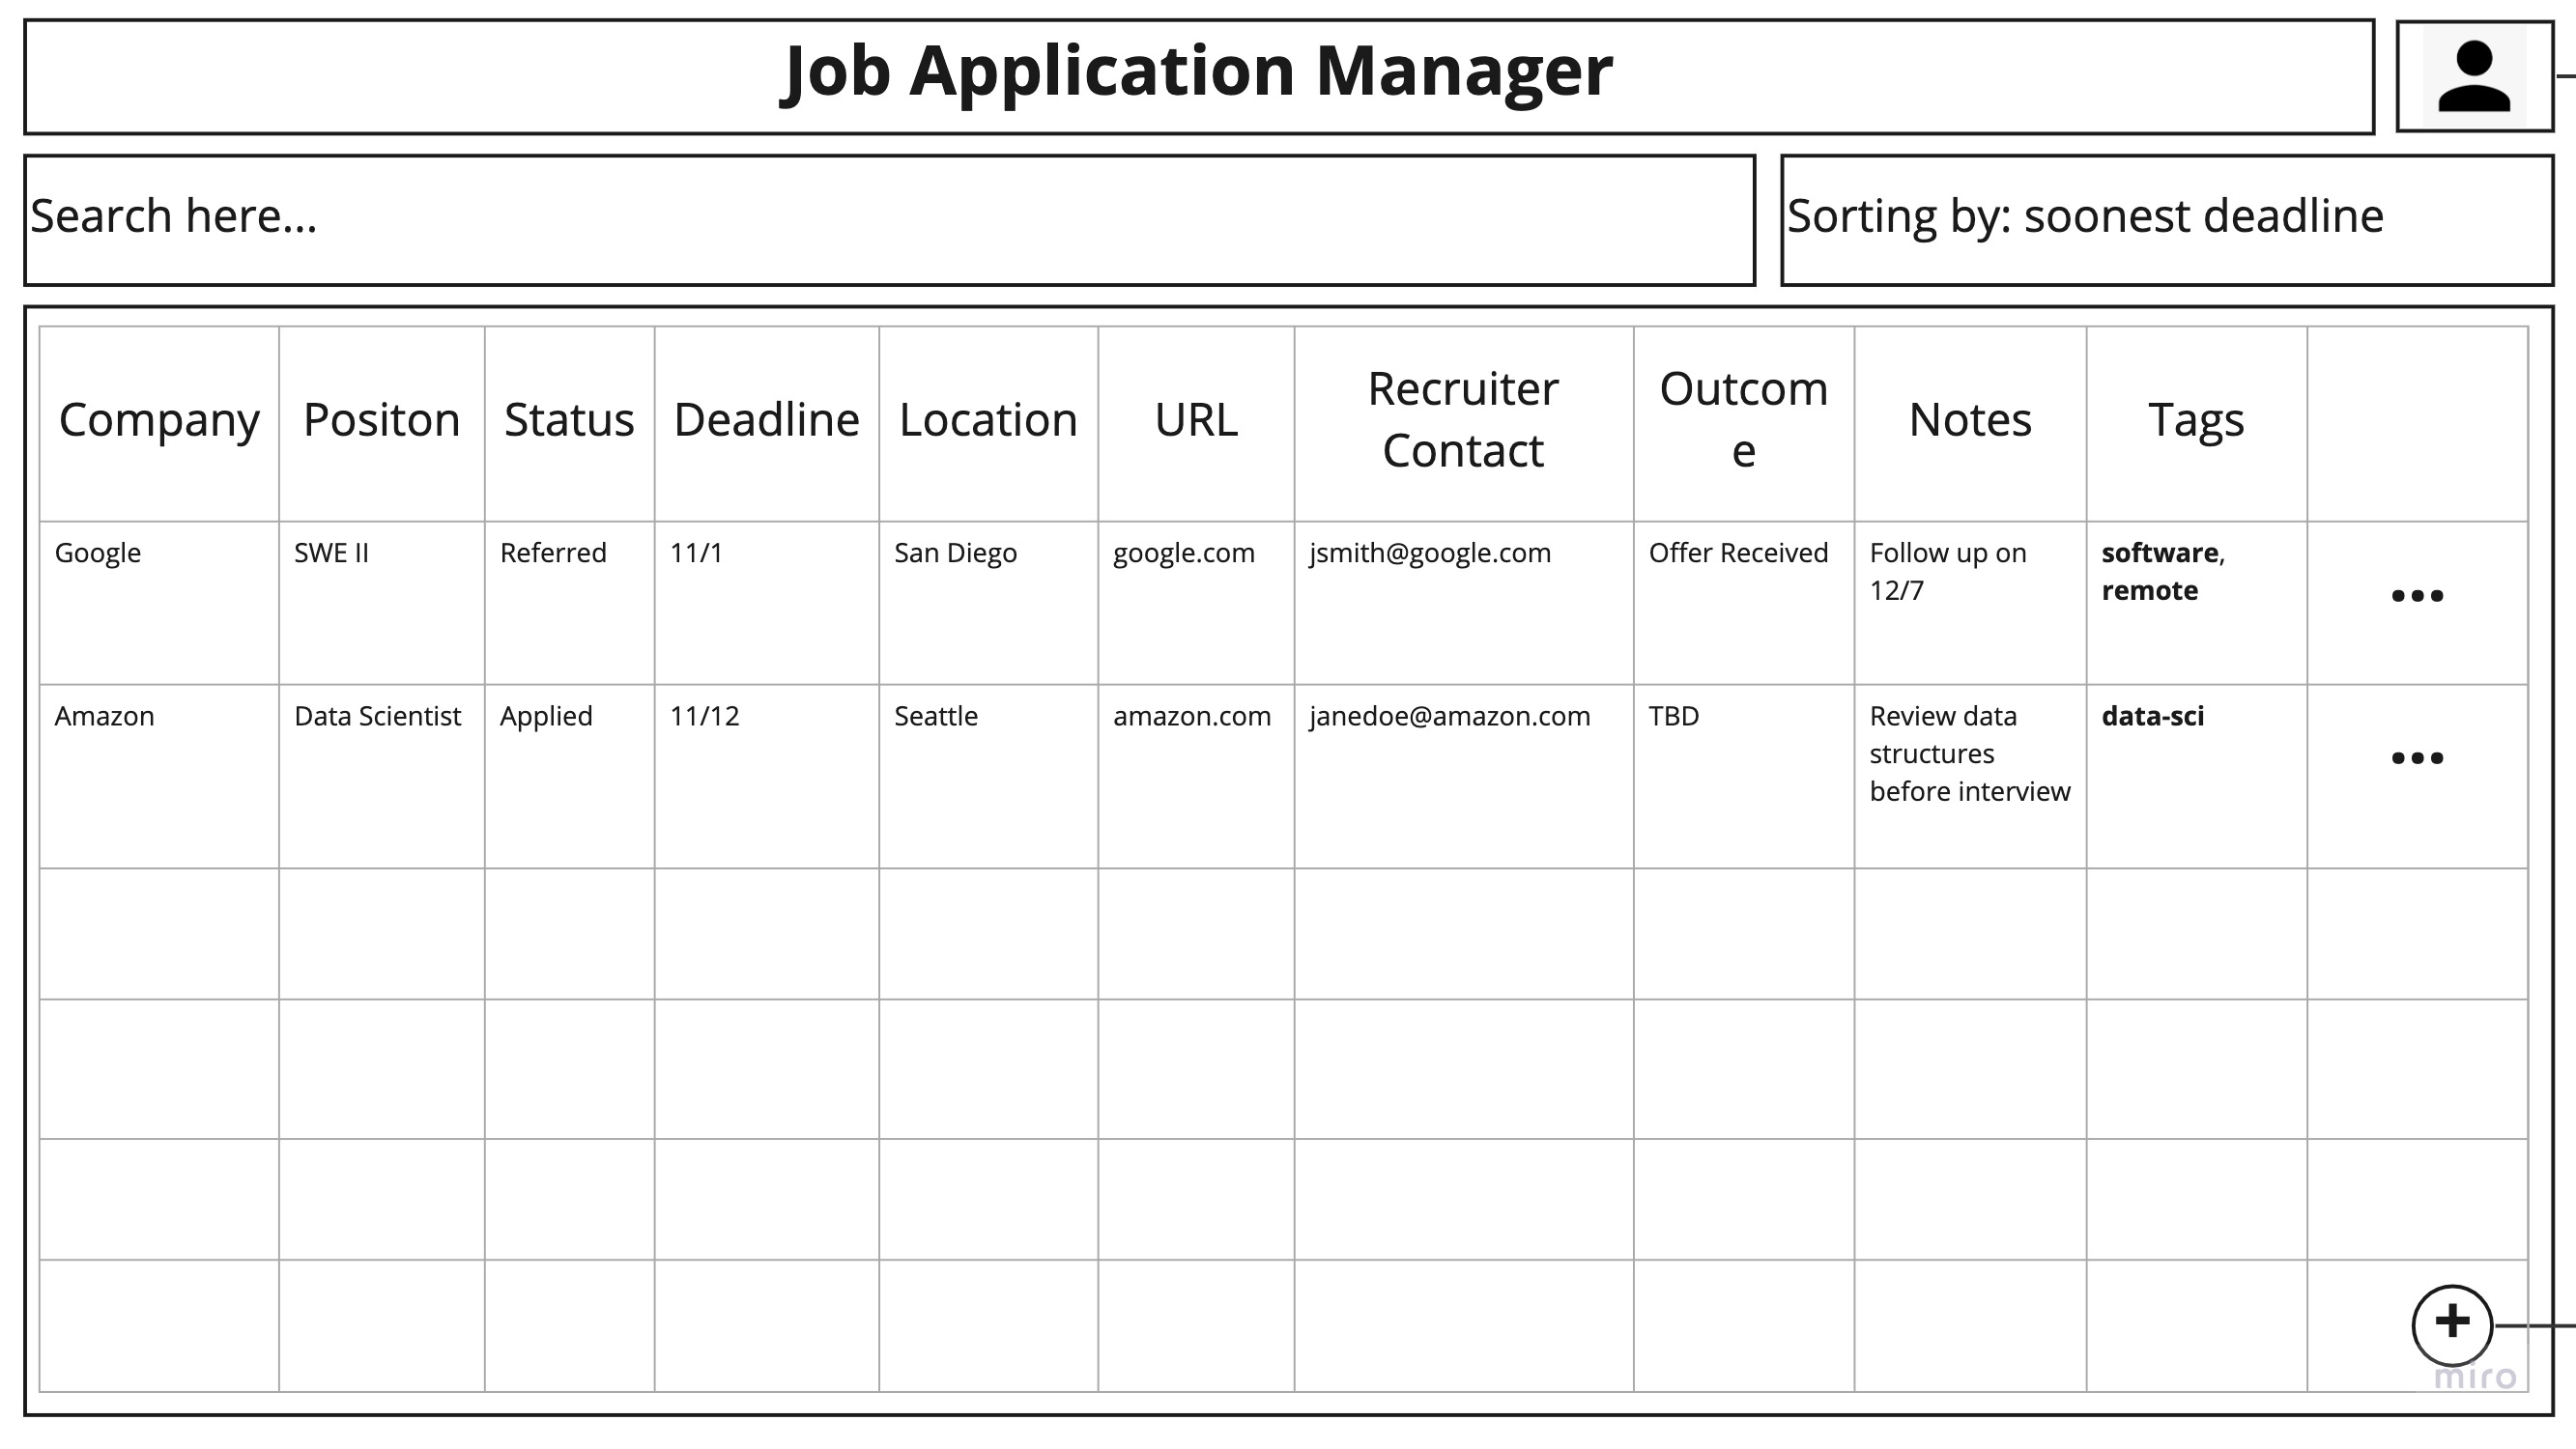 Job Application Manager
Search here...
Sorting by: soonest deadline
Company
Positon
Status
Deadline
Location
URL
Recruiter
Contact
Outcom
e
Notes
Tags
Google
SWE II
Referred
11/1
San Diego
google.com
jsmith@google.com
Offer Received
Follow up on
12/7
software,
remote
...
Amazon
Data Scientist
Applied
11/12
Seattle
amazon.com
janedoe@amazon.com
TBD
Review data
structures
before interview
data-sci
...
+
miro